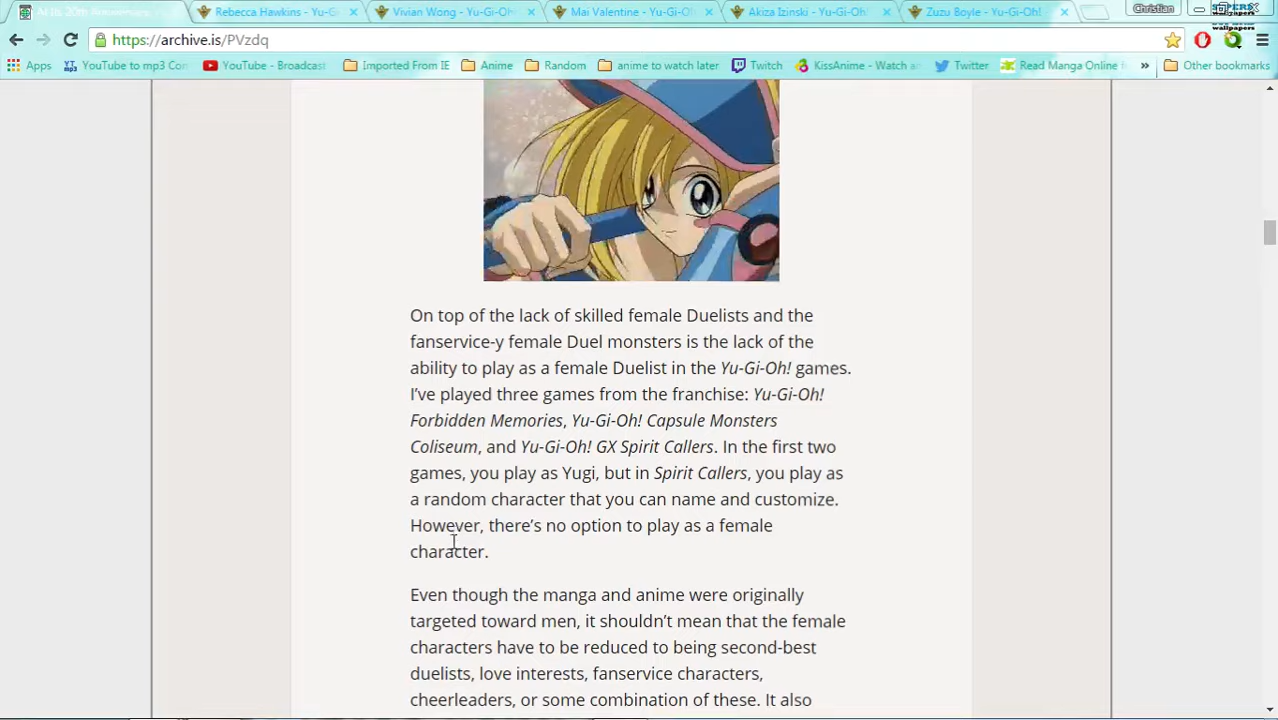 At Its 20th Anniversary,
Rebecca Hawkins - Yu-G
Vivian Wong - Yu-Gi-Oh!
Mai Valentine - Yu-Gi-Oh!
Akiza Izinski - Yu-Gi-Oh!
Zuzu Boyle - Yu-Gi-Oh!
Christian
wallpapers
https://archive.is/PVzdq
Apps
YouTube to mp3 Con
YouTube - Broadcast
Imported From IE
Anime
Random
anime to watch later
Twitch
KissAnime - Watch a
Twitter
Read Manga Online
»
Other bookmarks
On top of the lack of skilled female Duelists and the
fanservice-y female Duel monsters is the lack of the
ability to play as a female Duelist in the Yu-Gi-Oh! games.
I've played three games from the franchise: Yu-Gi-Oh!
Forbidden Memories, Yu-Gi-Oh! Capsule Monsters
Coliseum, and Yu-Gi-Oh! GX Spirit Callers. In the first two
games, you play as Yugi, but in Spirit Callers, you play as
a random character that you can name and customize.
However, there's no option to play as a female
character.
Even though the manga and anime were originally
targeted toward men, it shouldn't mean that the female
characters have to be reduced to being second-best
duelists, love interests, fanservice characters,
cheerleaders, or some combination of these. It also